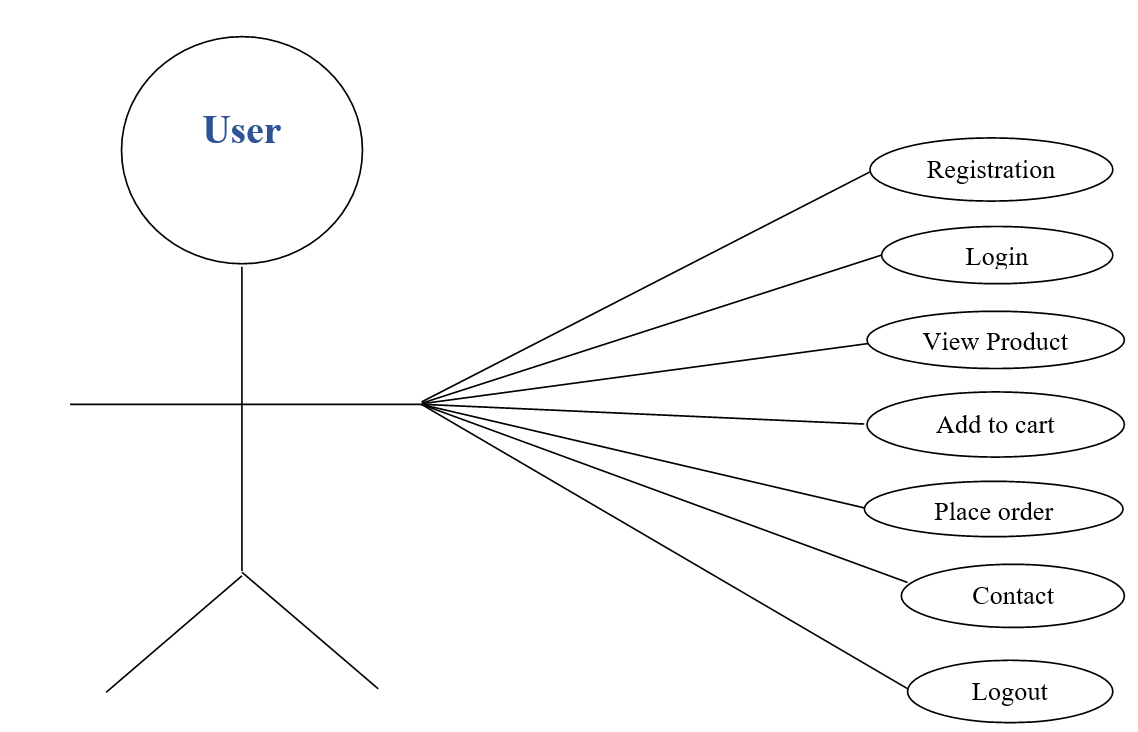 User
Registration
Login
View Product
Add to cart
Place order
Contact
Logout